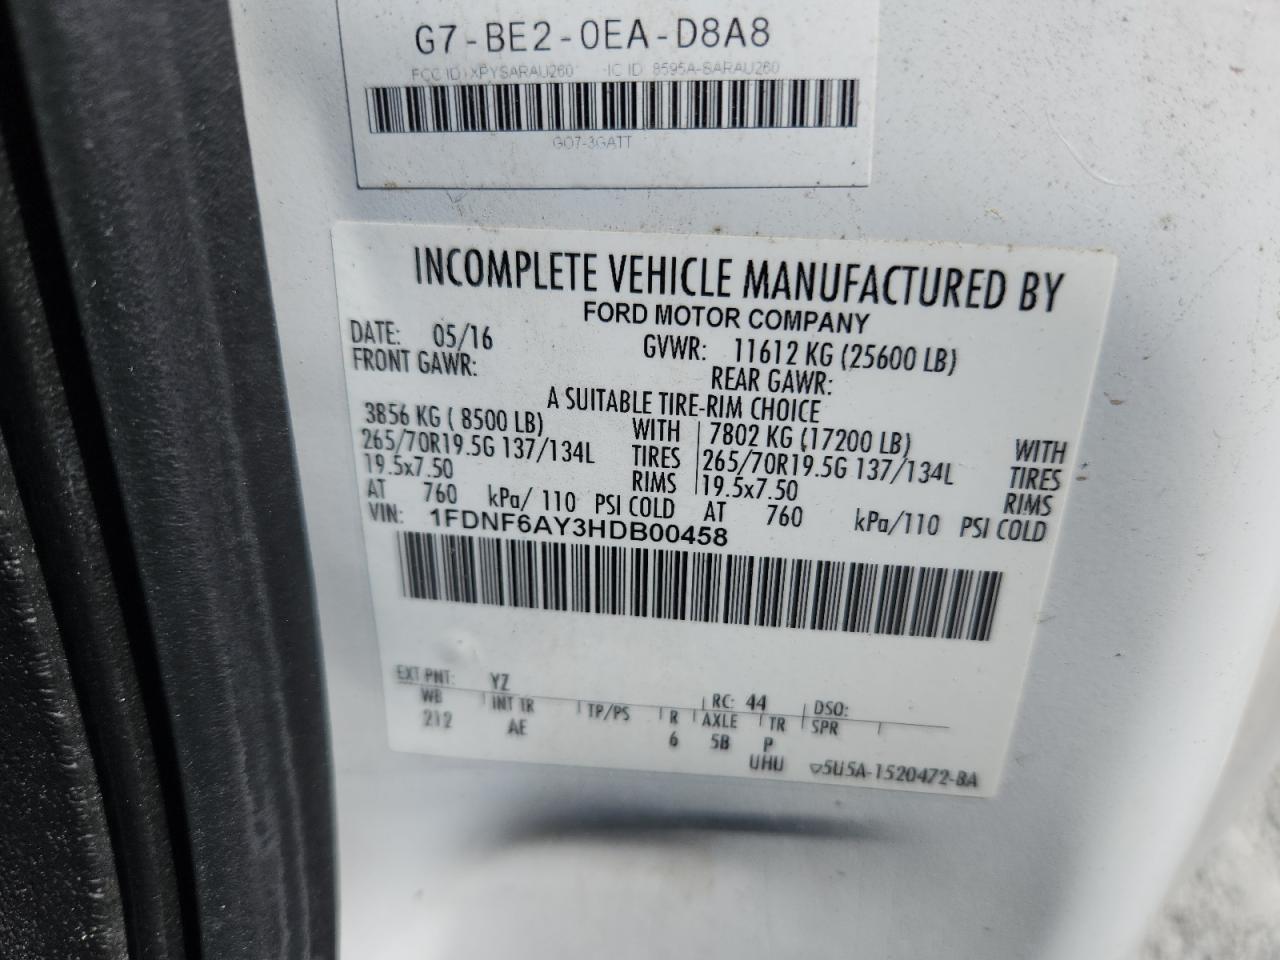 G7-BE2-0EA-D8A8
FCC ID: XPYSARAU260 IC ID 8595A-SARAU260
GO7-3GATT
INCOMPLETE VEHICLE MANUFACTURED BY
FORD MOTOR COMPANY
DATE: 05/16 GVWR: 11612 KG (25600 LB)
FRONT GAWR: REAR GAWR:
A SUITABLE TIRE-RIM CHOICE
3856 KG ( 8500 LB) WITH 7802 KG (17200 LB) WITH
265/70R19.5G 137/134L TIRES 265/70R19.5G 137/134L TIRES
19.5x7.50 RIMS 19.5x7.50 RIMS
AT 760 kPa/ 110 PSI COLD AT 760 kPa/110 PSI COLD
VIN: 1FDNF6AY3HDB00458
EXT PNT: YZ RC: 44 DSO:
WB INT TR TP/PS R AXLE TR SPR
212 AE 6 5B P
UHU 5U5A-1520472-BA